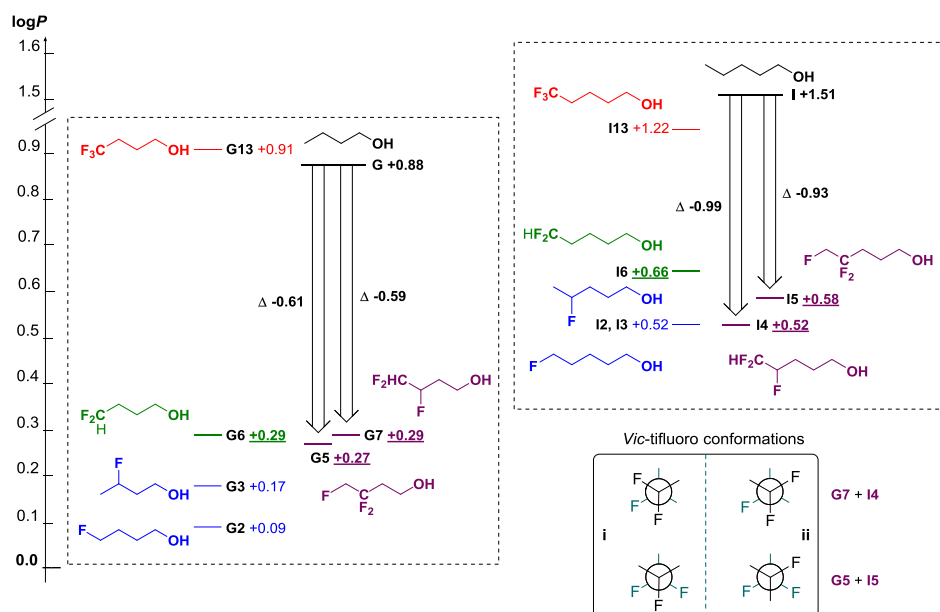 logP
1.6
1.5
0.9
0.8
0.7
0.6
0.5
0.4
0.3
0.2
0.1
0.0
F3C
OH
G13 +0.91
OH
G +0.88
Δ -0.61
Δ -0.59
F2C
H
OH
G6 +0.29
F2HC
F
OH
G7 +0.29
G5 +0.27
F
OH
G3 +0.17
F
F2
OH
F
OH
G2 +0.09
OH
I +1.51
F3C
OH
I13 +1.22
Δ -0.99
Δ -0.93
HF2C
OH
I6 +0.66
F
F2
OH
I5 +0.58
F
OH
I2, I3 +0.52
I4 +0.52
F
OH
HF2C
F
OH
Vic-tifluoro conformations
F
F
F
F
F
F
G7 + I4
i
ii
F
F
F
F
F
F
G5 + I5